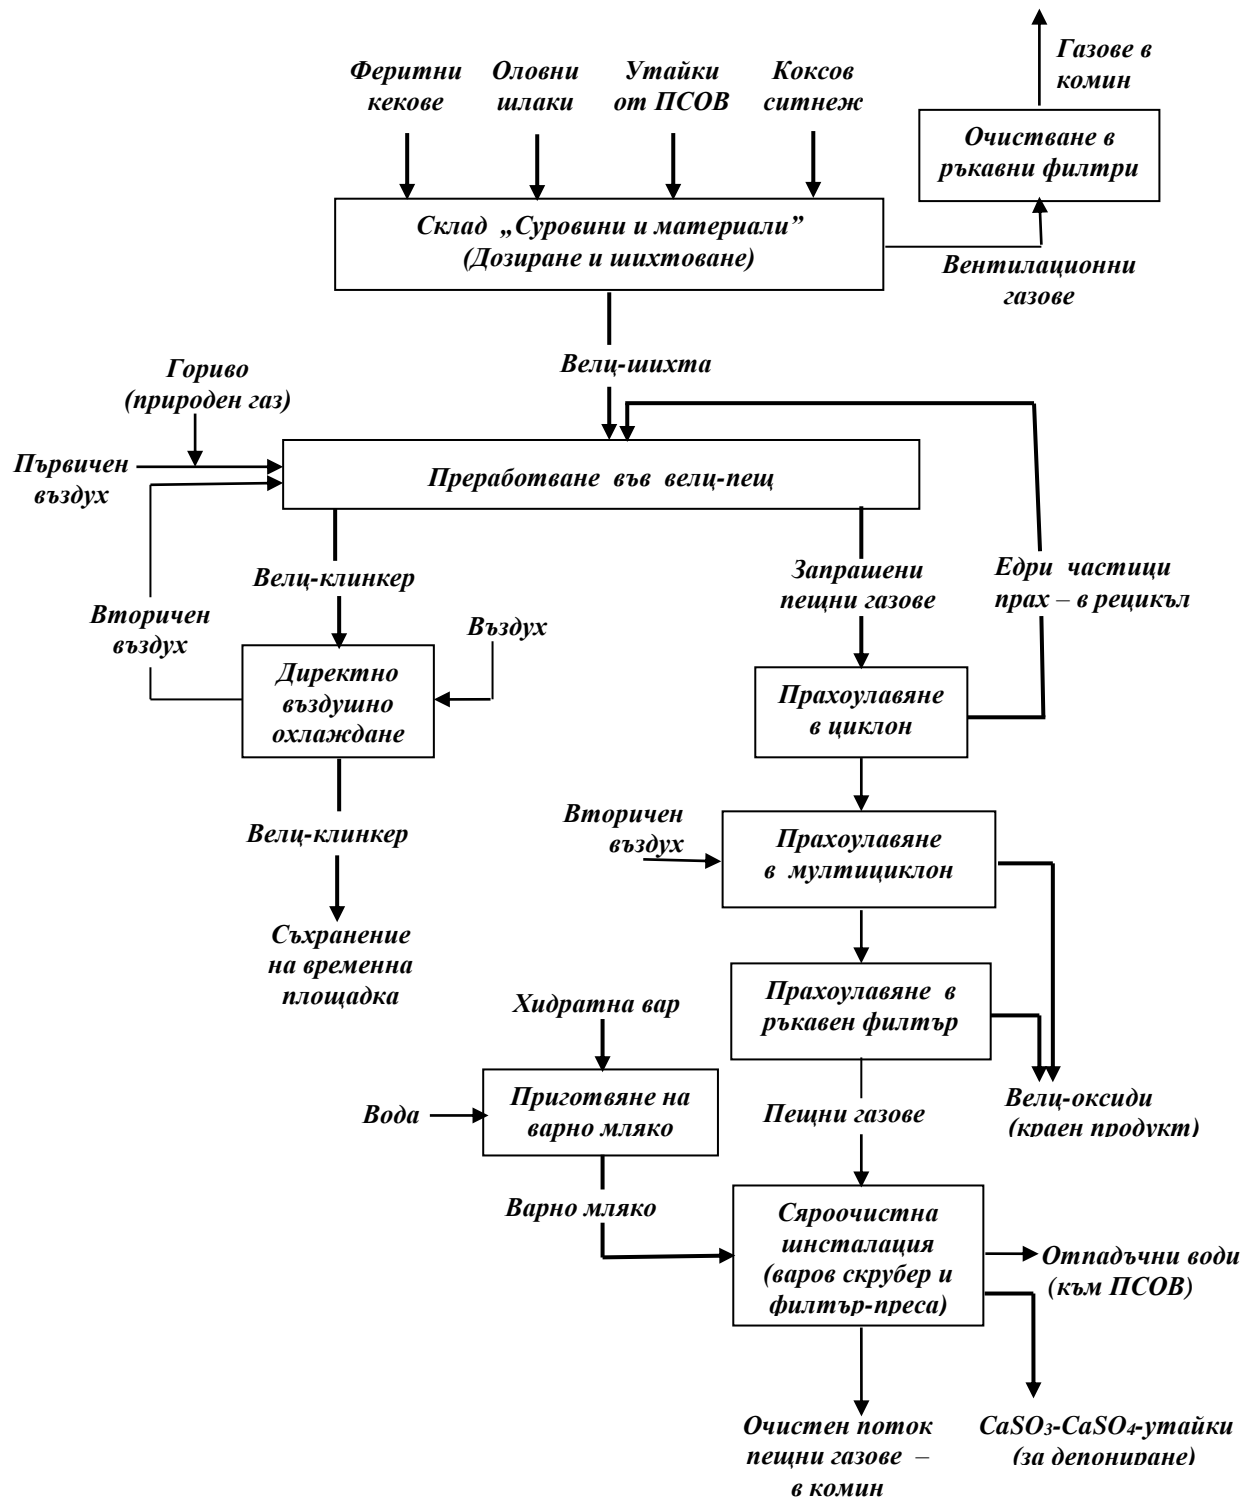 Феритни
кекове
Оловни
шлаки
Утайки
от ПСОВ
Коксов
ситнеж
Газове в
комин
Очистване в
ръкавни филтри
Склад „Суровини и материали”
(Дозиране и шихтоване)
Вентилационни
газове
Велц-шихта
Гориво
(природен газ)
Първичен
въздух
Преработване във велц-пещ
Велц-клинкер
Запрашени
пещни газове
Едри частици
прах – в рецикъл
Вторичен
въздух
Въздух
Директно
въздушно
охлаждане
Прахоулавяне
в циклон
Велц-клинкер
Вторичен
въздух
Прахоулавяне
в мултициклон
Съхранение
на временна
площадка
Прахоулавяне в
ръкавен филтър
Хидратна вар
Вода
Приготвяне на
варно мляко
Пещни газове
Велц-оксиди
(краен продукт)
Варно мляко
Сяроочистна
шнсталация
(варов скрубер и
филтър-преса)
Отпадъчни води
(към ПСОВ)
Очистен поток
пещни газове –
в комин
CaSO₃-CaSO₄-утайки
(за депониране)